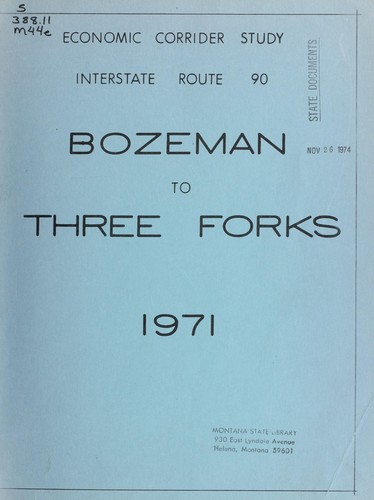 S
388.11
M44e
ECONOMIC CORRIDER STUDY
INTERSTATE ROUTE 90
STATE DOCUMENTS
BOZEMAN
NOV 26 1974
TO
THREE FORKS
1971
MONTANA STATE LIBRARY
930 East Lyndale Avenue
Helena, Montana 59601